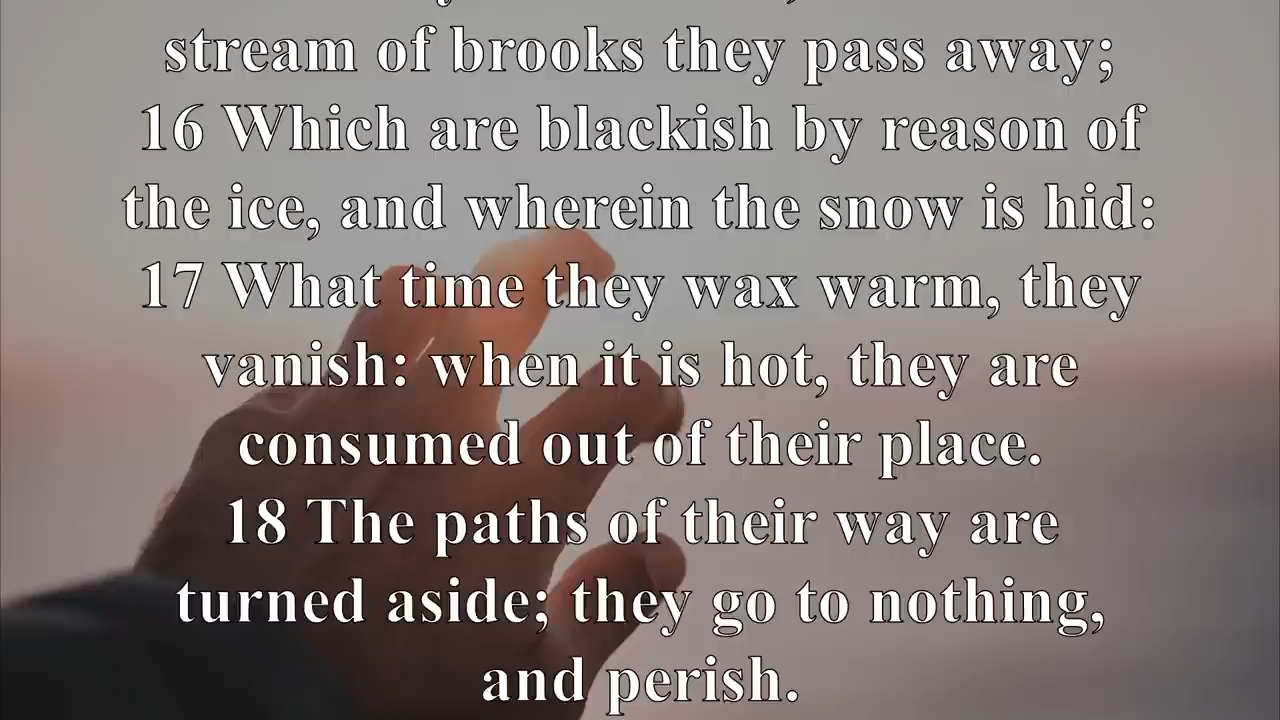 stream of brooks they pass away;
16 Which are blackish by reason of
the ice, and wherein the snow is hid:
17 What time they wax warm, they
vanish: when it is hot, they are
consumed out of their place.
18 The paths of their way are
turned aside; they go to nothing,
and perish.